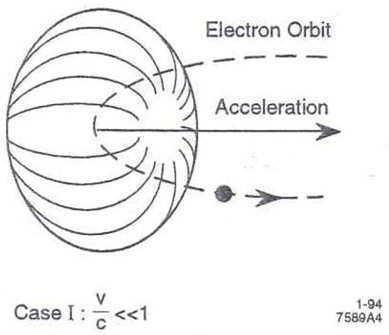 Electron Orbit
Acceleration
Case I : v/c <<1
1-94
7589A4